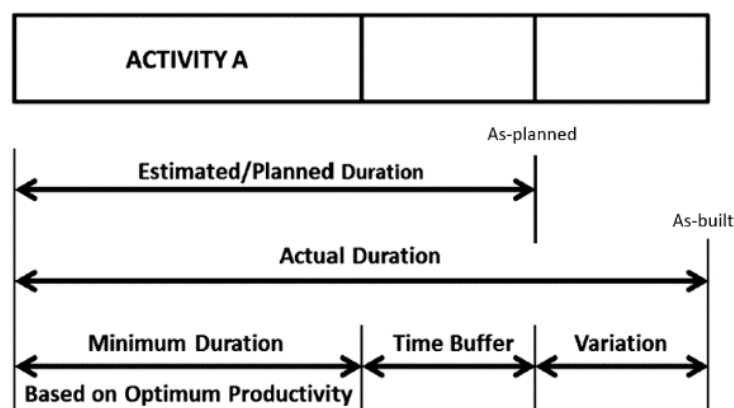 ACTIVITY A
As-planned
Estimated/Planned Duration
As-built
Actual Duration
Minimum Duration
Time Buffer
Variation
Based on Optimum Productivity